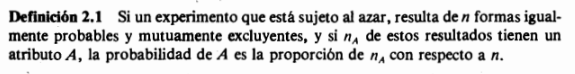 Definición 2.1 Si un experimento que está sujeto al azar, resulta de n formas igual-
mente probables y mutuamente excluyentes, y si n_A de estos resultados tienen un
atributo A, la probabilidad de A es la proporción de n_A con respecto a n.